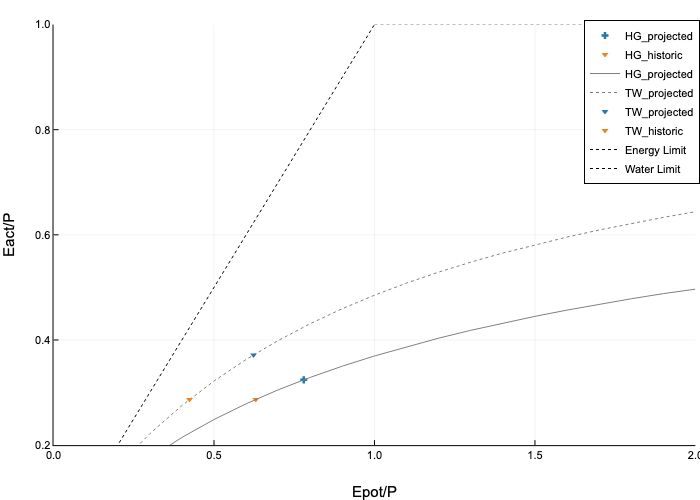 1.0
0.8
0.6
0.4
0.2
Eact/P
0.0
0.5
1.0
1.5
2.0
Epot/P
HG_projected
HG_historic
HG_projected
TW_projected
TW_projected
TW_historic
Energy Limit
Water Limit